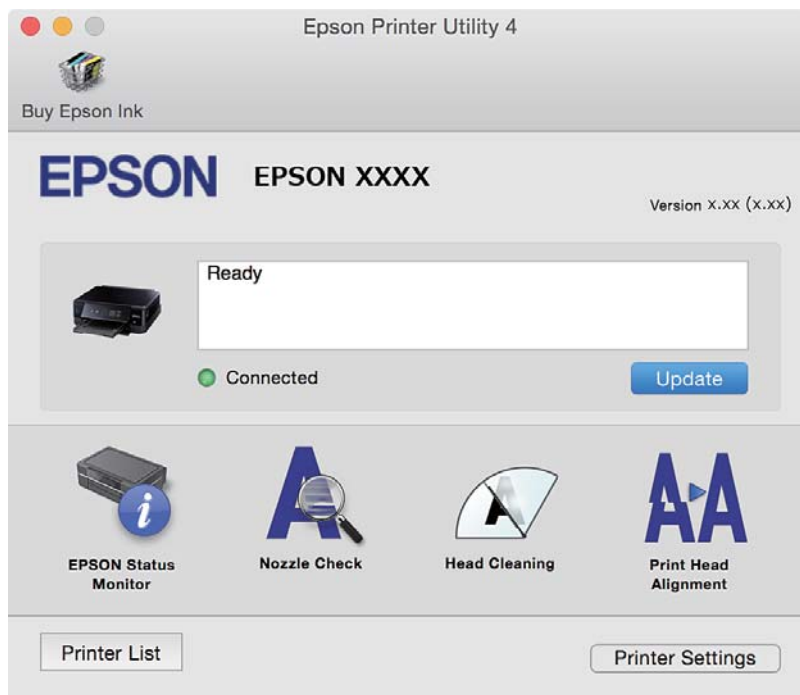 Epson Printer Utility 4
Buy Epson Ink
EPSON
EPSON XXXX
Version x.xx (x.xx)
Ready
Connected
Update
EPSON Status
Monitor
Nozzle Check
Head Cleaning
Print Head
Alignment
Printer List
Printer Settings